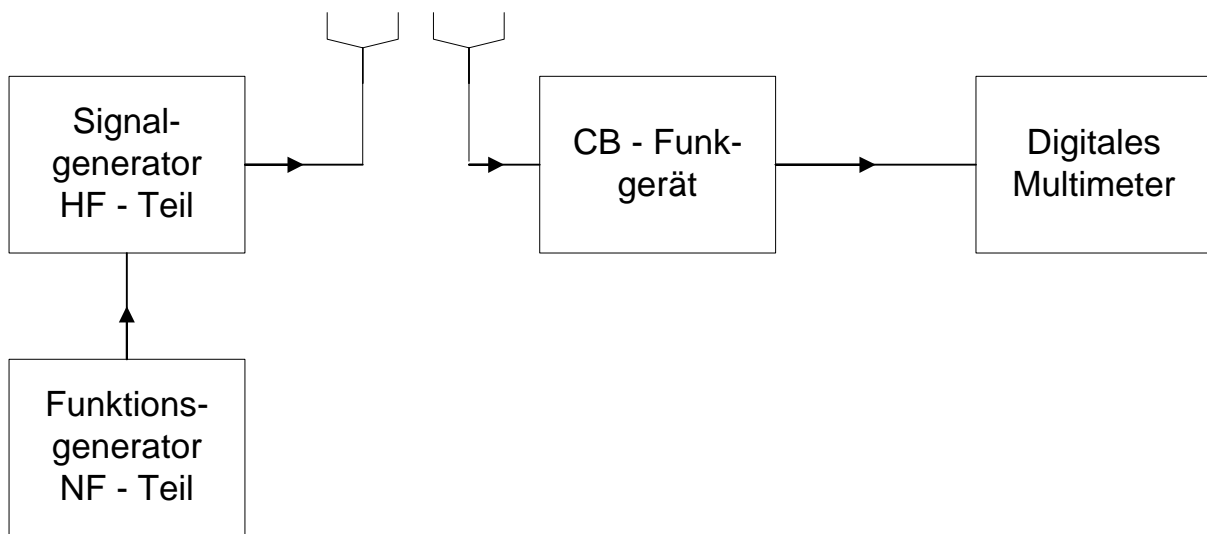 Signal-
generator
HF - Teil
CB - Funk-
gerät
Digitales
Multimeter
Funktions-
generator
NF - Teil